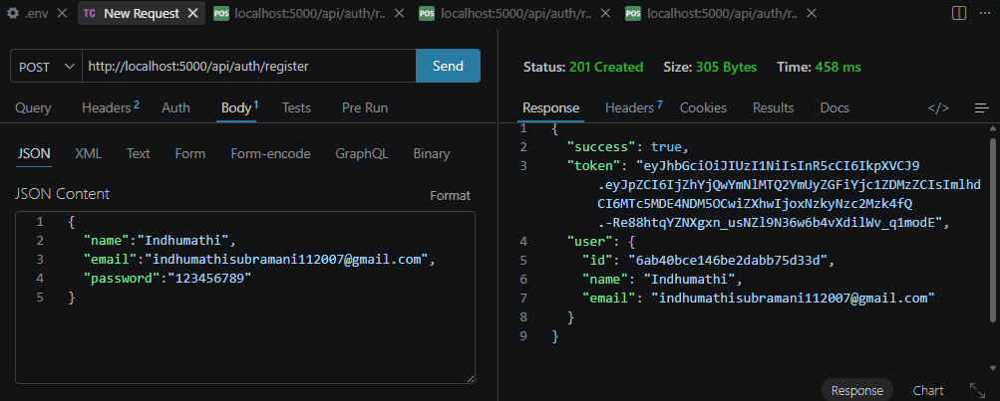 .env
TC New Request
POS localhost:5000/api/auth/r..
POS localhost:5000/api/auth/r..
POS localhost:5000/api/auth/r..
POST http://localhost:5000/api/auth/register Send
Query Headers 2 Auth Body 1 Tests Pre Run
JSON XML Text Form Form-encode GraphQL Binary
JSON Content Format
1 {
2 "name":"Indhumathi",
3 "email":"indhumathisubramani112007@gmail.com",
4 "password":"123456789"
5 }
Status: 201 Created Size: 305 Bytes Time: 458 ms
Response Headers 7 Cookies Results Docs </>
1 {
2 "success": true,
3 "token": "eyJhbGciOiJIUzI1NiIsInR5cCI6IkpXVCJ9
.eyJpZCI6IjZhYjQwYmNlMTQ2YmUyZGFiYjc1ZDMzZCIsImlhd
CI6MTc5MDE4NDM5OCwiZXhwIjoxNzkyNzc2Mzk4fQ
.-Re88htqYZNXgxn_usNZl9N36w6b4vXdilWv_q1modE",
4 "user": {
5 "id": "6ab40bce146be2dabb75d33d",
6 "name": "Indhumathi",
7 "email": "indhumathisubramani112007@gmail.com"
8 }
9 }
Response Chart